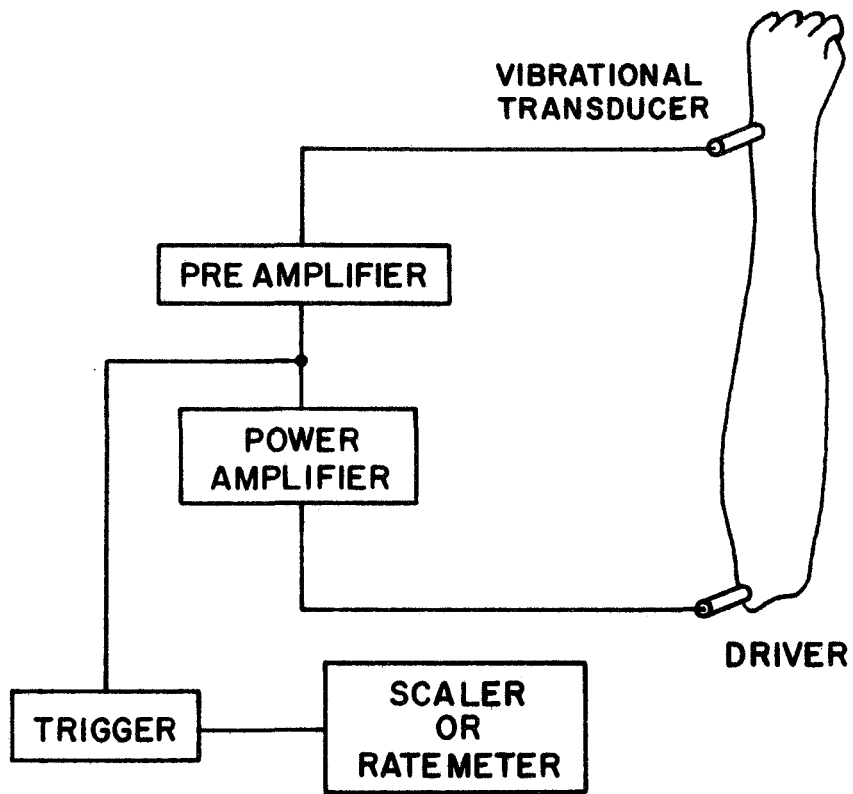 VIBRATIONAL
TRANSDUCER
PRE AMPLIFIER
POWER
AMPLIFIER
DRIVER
TRIGGER
SCALER
OR
RATEMETER